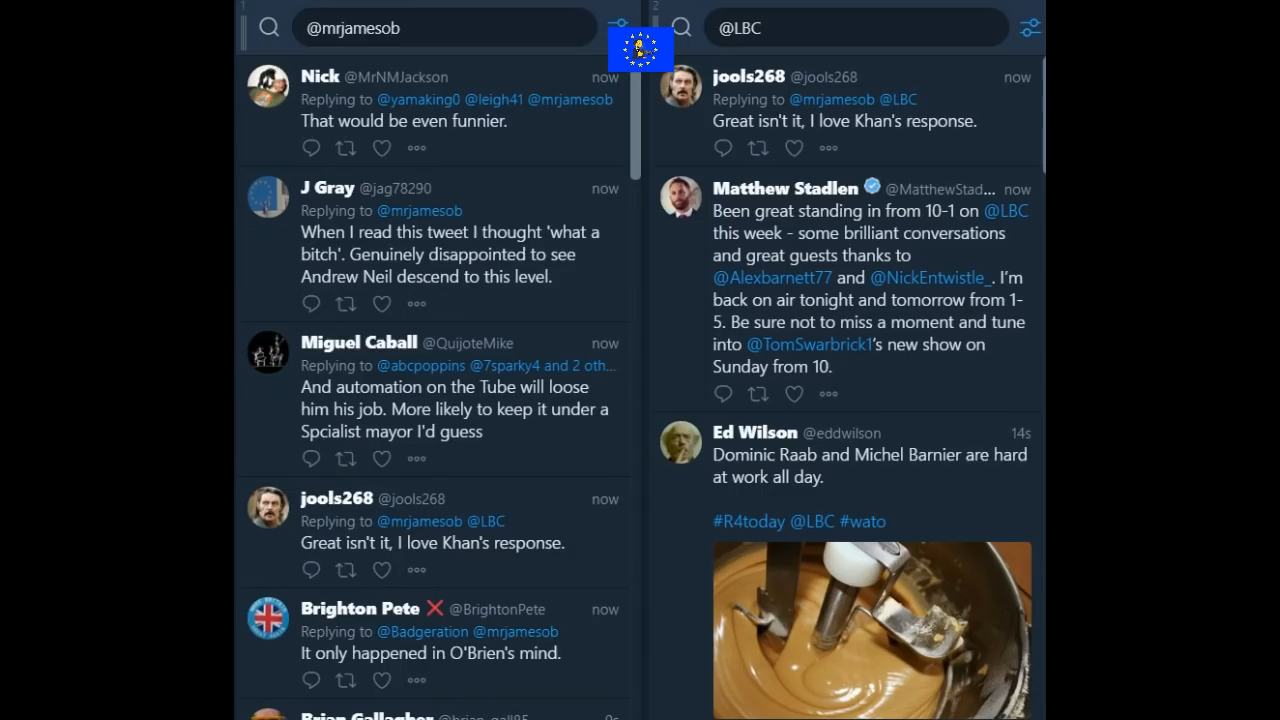 1
@mrjamesob
Nick @MrNMJackson now
Replying to @yamaking0 @leigh41 @mrjamesob
That would be even funnier.
J Gray @jag78290 now
Replying to @mrjamesob
When I read this tweet I thought 'what a
bitch'. Genuinely disappointed to see
Andrew Neil descend to this level.
Miguel Caball @QuijoteMike now
Replying to @abcpoppins @7sparky4 and 2 oth...
And automation on the Tube will loose
him his job. More likely to keep it under a
Spcialist mayor I'd guess
jools268 @jools268 now
Replying to @mrjamesob @LBC
Great isn't it, I love Khan's response.
Brighton Pete ❌ @BrightonPete now
Replying to @Badgeration @mrjamesob
It only happened in O'Brien's mind.
Brian Gallagher @brian_gall85 9s
2
@LBC
jools268 @jools268 now
Replying to @mrjamesob @LBC
Great isn't it, I love Khan's response.
Matthew Stadlen @MatthewStad... now
Been great standing in from 10-1 on @LBC
this week - some brilliant conversations
and great guests thanks to
@Alexbarnett77 and @NickEntwistle_. I'm
back on air tonight and tomorrow from 1-
5. Be sure not to miss a moment and tune
into @TomSwarbrick1's new show on
Sunday from 10.
Ed Wilson @eddwilson 14s
Dominic Raab and Michel Barnier are hard
at work all day.
#R4today @LBC #wato